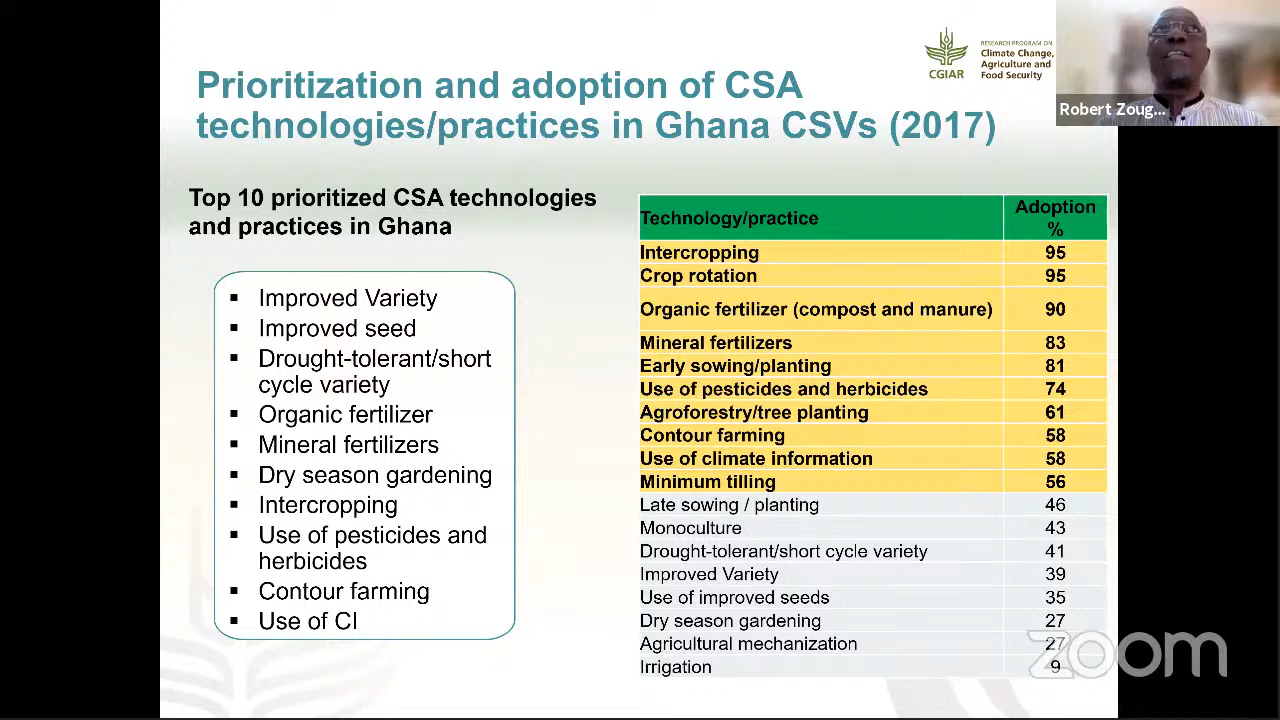 RESEARCH PROGRAM ON
Climate Change,
Agriculture and
Food Security
CGIAR
Robert Zoug...
Prioritization and adoption of CSA
technologies/practices in Ghana CSVs (2017)
Top 10 prioritized CSA technologies
and practices in Ghana
▪ Improved Variety
▪ Improved seed
▪ Drought-tolerant/short
cycle variety
▪ Organic fertilizer
▪ Mineral fertilizers
▪ Dry season gardening
▪ Intercropping
▪ Use of pesticides and
herbicides
▪ Contour farming
▪ Use of CI
Technology/practice Adoption
%
Intercropping 95
Crop rotation 95
Organic fertilizer (compost and manure) 90
Mineral fertilizers 83
Early sowing/planting 81
Use of pesticides and herbicides 74
Agroforestry/tree planting 61
Contour farming 58
Use of climate information 58
Minimum tilling 56
Late sowing / planting 46
Monoculture 43
Drought-tolerant/short cycle variety 41
Improved Variety 39
Use of improved seeds 35
Dry season gardening 27
Agricultural mechanization 27
Irrigation 9
zoom